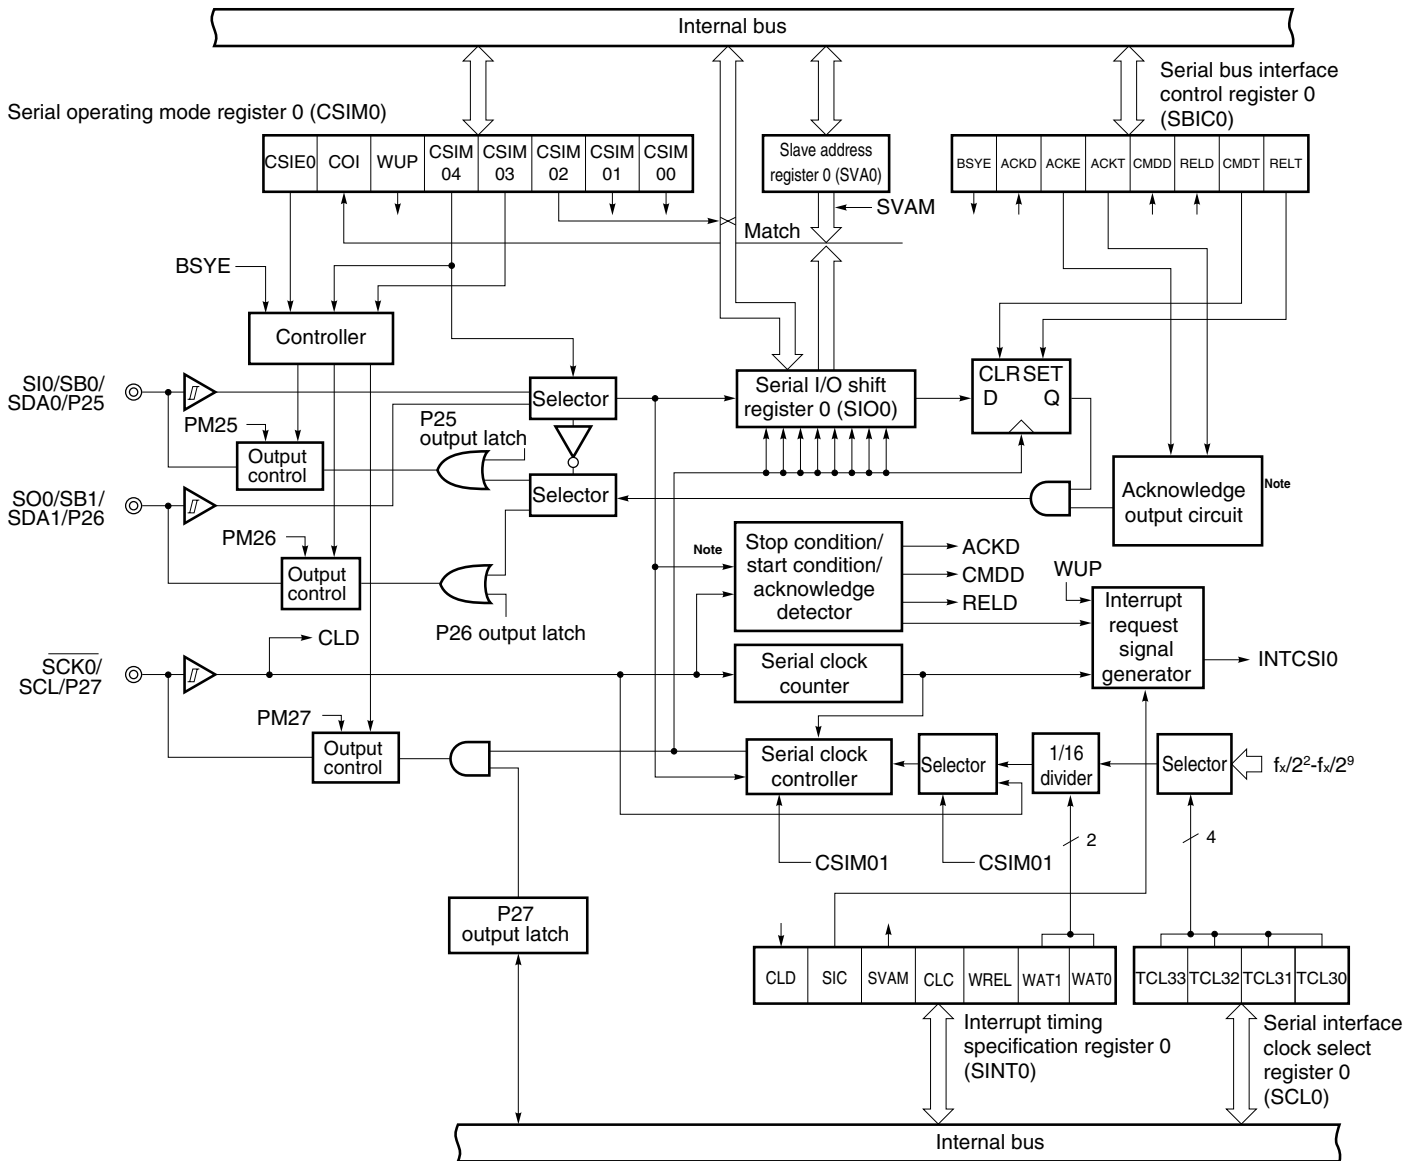 Internal bus
Serial operating mode register 0 (CSIM0)
Serial bus interface
control register 0
(SBIC0)
CSIE0 COI WUP CSIM 04 CSIM 03 CSIM 02 CSIM 01 CSIM 00
Slave address
register 0 (SVA0)
BSYE ACKD ACKE ACKT CMDD RELD CMDT RELT
SVAM
Match
BSYE
Controller
SI0/SB0/
SDA0/P25
PM25
Output
control
P25
output latch
Selector
Serial I/O shift
register 0 (SIO0)
CLR SET
D Q
Selector
SO0/SB1/
SDA1/P26
PM26
Output
control
P26 output latch
Acknowledge
output circuit
Note
Note
Stop condition/
start condition/
acknowledge
detector
ACKD
CMDD
RELD
WUP
Interrupt
request
signal
generator
INTCSI0
CLD
SCK0/
SCL/P27
Serial clock
counter
PM27
Output
control
Serial clock
controller
Selector
1/16
divider
Selector
fx/2²-fx/2⁹
2
4
CSIM01
CSIM01
P27
output latch
CLD SIC SVAM CLC WREL WAT1 WAT0
TCL33 TCL32 TCL31 TCL30
Interrupt timing
specification register 0
(SINT0)
Serial interface
clock select
register 0
(SCL0)
Internal bus